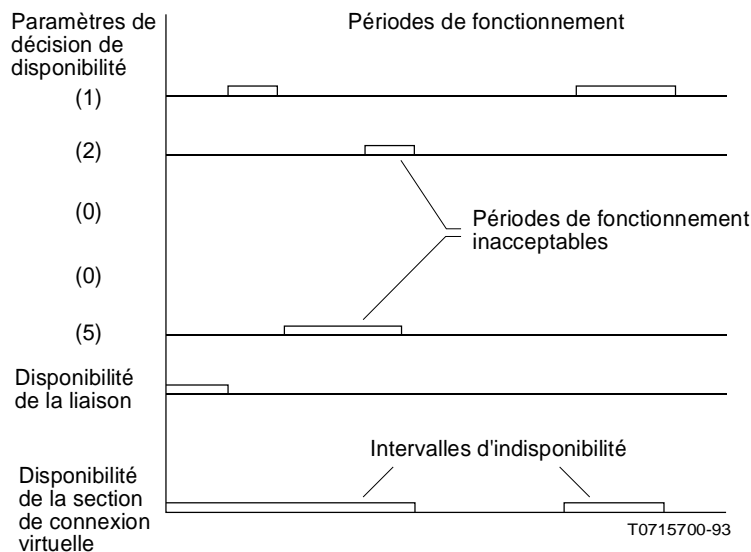 Paramètres de
décision de
disponibilité
Périodes de fonctionnement
(1)
(2)
(0)
Périodes de fonctionnement
inacceptables
(0)
(5)
Disponibilité
de la liaison
Intervalles d'indisponibilité
Disponibilité
de la section
de connexion
virtuelle
T0715700-93